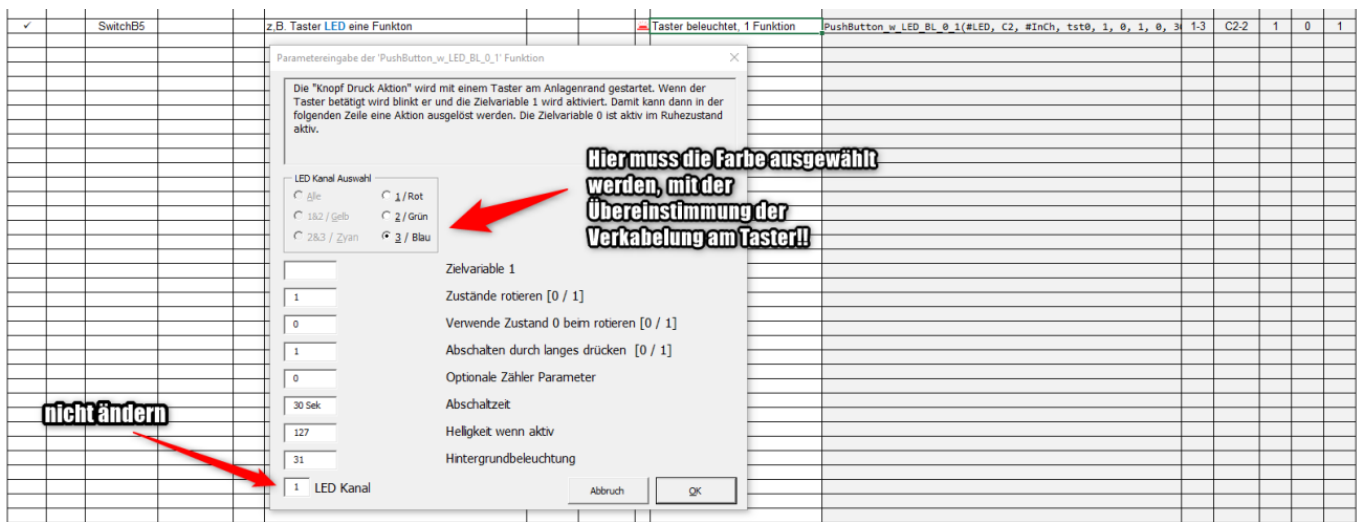 ✓ SwitchB5 z.B. Taster LED eine Funkton Taster beleuchtet, 1 Funktion PushButton_w_LED_BL_0_1(#LED, C2, #InCh, tst0, 1, 0, 1, 0, 30 1-3 C2-2 1 0 1
Parametereingabe der 'PushButton_w_LED_BL_0_1' Funktion
Die "Knopf Druck Aktion" wird mit einem Taster am Anlagenrand gestartet. Wenn der
Taster betätigt wird blinkt er und die Zielvariable 1 wird aktiviert. Damit kann dann in der
folgenden Zeile eine Aktion ausgelöst werden. Die Zielvariable 0 ist aktiv im Ruhezustand
aktiv.
Hier muss die Farbe ausgewählt
werden, mit der
Übereinstimmung der
Verkabelung am Taster!!
LED Kanal Auswahl
Alle 1 / Rot
1&2 / Gelb 2 / Grün
2&3 / Zyan 3 / Blau
Zielvariable 1
1 Zustände rotieren [0 / 1]
0 Verwende Zustand 0 beim rotieren [0 / 1]
1 Abschalten durch langes drücken [0 / 1]
0 Optionale Zähler Parameter
30 Sek Abschaltzeit
nicht ändern
127 Helligkeit wenn aktiv
31 Hintergrundbeleuchtung
1 LED Kanal
Abbruch OK